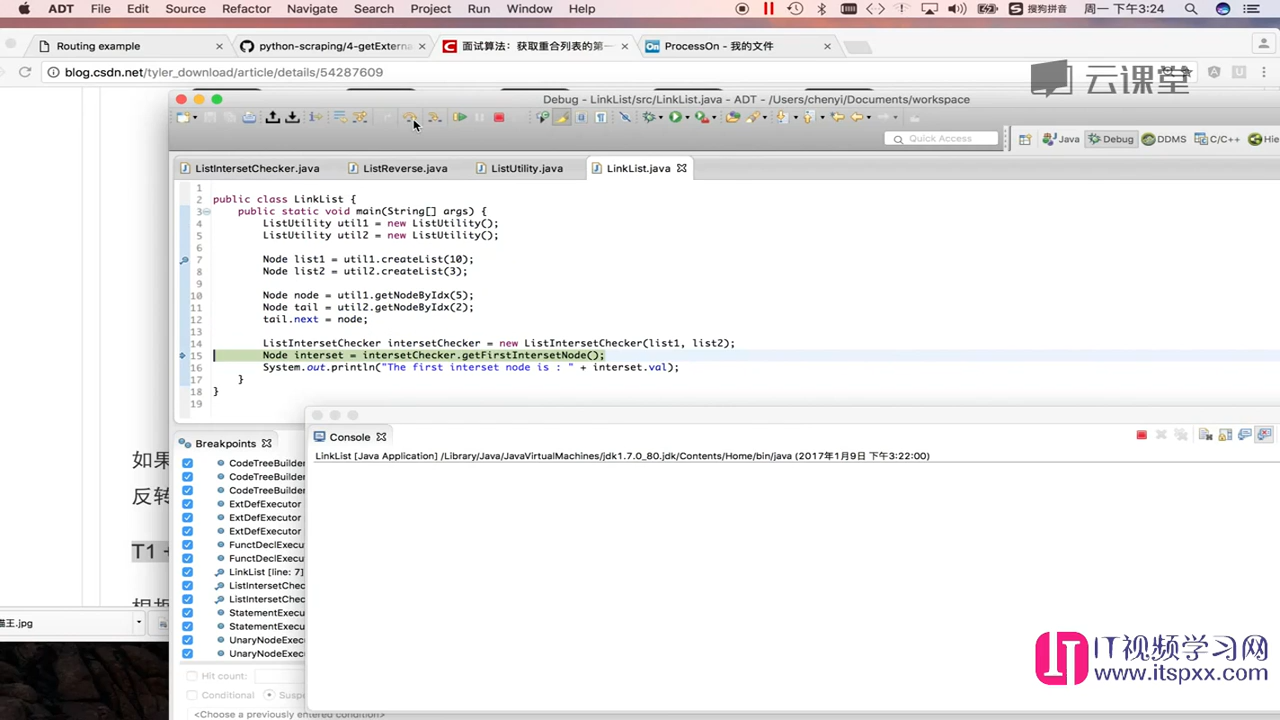 ADT File Edit Source Refactor Navigate Search Project Run Window Help 搜狗拼音 周一 下午3:24
Routing example
python-scraping/4-getExterna
面试算法：获取重合列表的第一
ProcessOn - 我的文件
blog.csdn.net/tyler_download/article/details/54287609
云课堂
Debug - LinkList/src/LinkList.java - ADT - /Users/chenyi/Documents/workspace
Quick Access
Java Debug DDMS C/C++ Hie
ListIntersetChecker.java ListReverse.java ListUtility.java LinkList.java
1
2 public class LinkList {
3 public static void main(String[] args) {
4 ListUtility util1 = new ListUtility();
5 ListUtility util2 = new ListUtility();
6
7 Node list1 = util1.createList(10);
8 Node list2 = util2.createList(3);
9
10 Node node = util1.getNodeByIdx(5);
11 Node tail = util2.getNodeByIdx(2);
12 tail.next = node;
13
14 ListIntersetChecker intersetChecker = new ListIntersetChecker(list1, list2);
15 Node interset = intersetChecker.getFirstIntersetNode();
16 System.out.println("The first interset node is : " + interset.val);
17 }
18 }
19
Console
LinkList [Java Application] /Library/Java/JavaVirtualMachines/jdk1.7.0_80.jdk/Contents/Home/bin/java (2017年1月9日 下午3:22:00)
Breakpoints
CodeTreeBuilder
CodeTreeBuilder
CodeTreeBuilder
ExtDefExecutor
ExtDefExecutor
ExtDefExecutor
FunctDeclExecu
FunctDeclExecu
LinkList [line: 7]
ListIntersetChec
ListIntersetChec
StatementExecu
StatementExecu
UnaryNodeExec
UnaryNodeExec
Hit count:
Conditional Suspe
<Choose a previously entered condition>
如果
反转
T1
猫王.jpg
IT视频学习网
www.itspxx.com